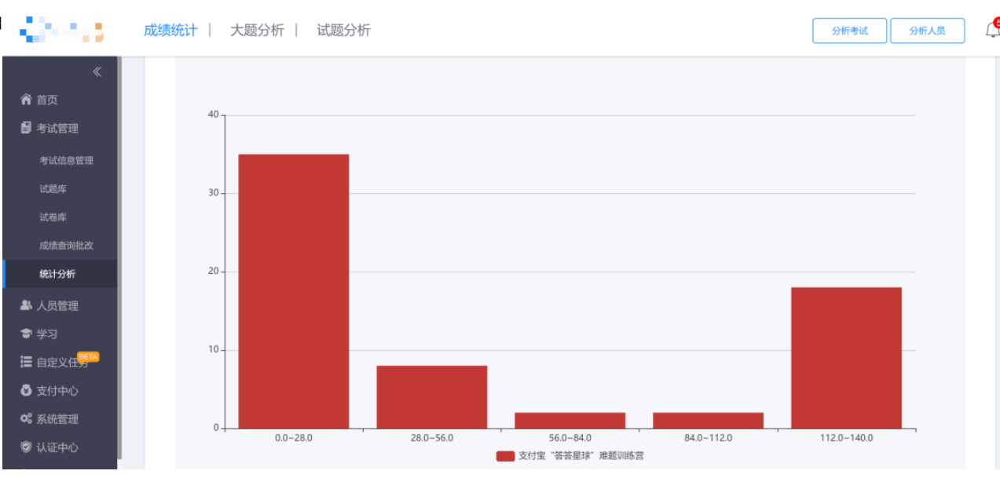 成绩统计 | 大题分析 | 试题分析
分析考试 分析人员
首页
考试管理
考试信息管理
试题库
试卷库
成绩查询批改
统计分析
人员管理
学习
自定义任务 BETA
支付中心
系统管理
认证中心
40
30
20
10
0
0.0~28.0 28.0~56.0 56.0~84.0 84.0~112.0 112.0~140.0
支付宝“答答星球”难题训练营